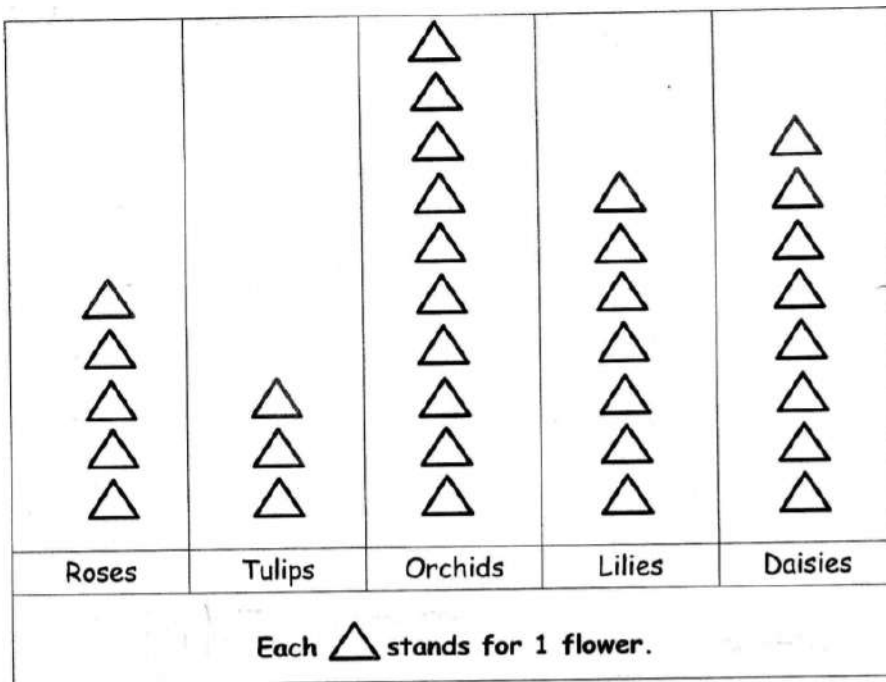 Roses Tulips Orchids Lilies Daisies
Each △ stands for 1 flower.